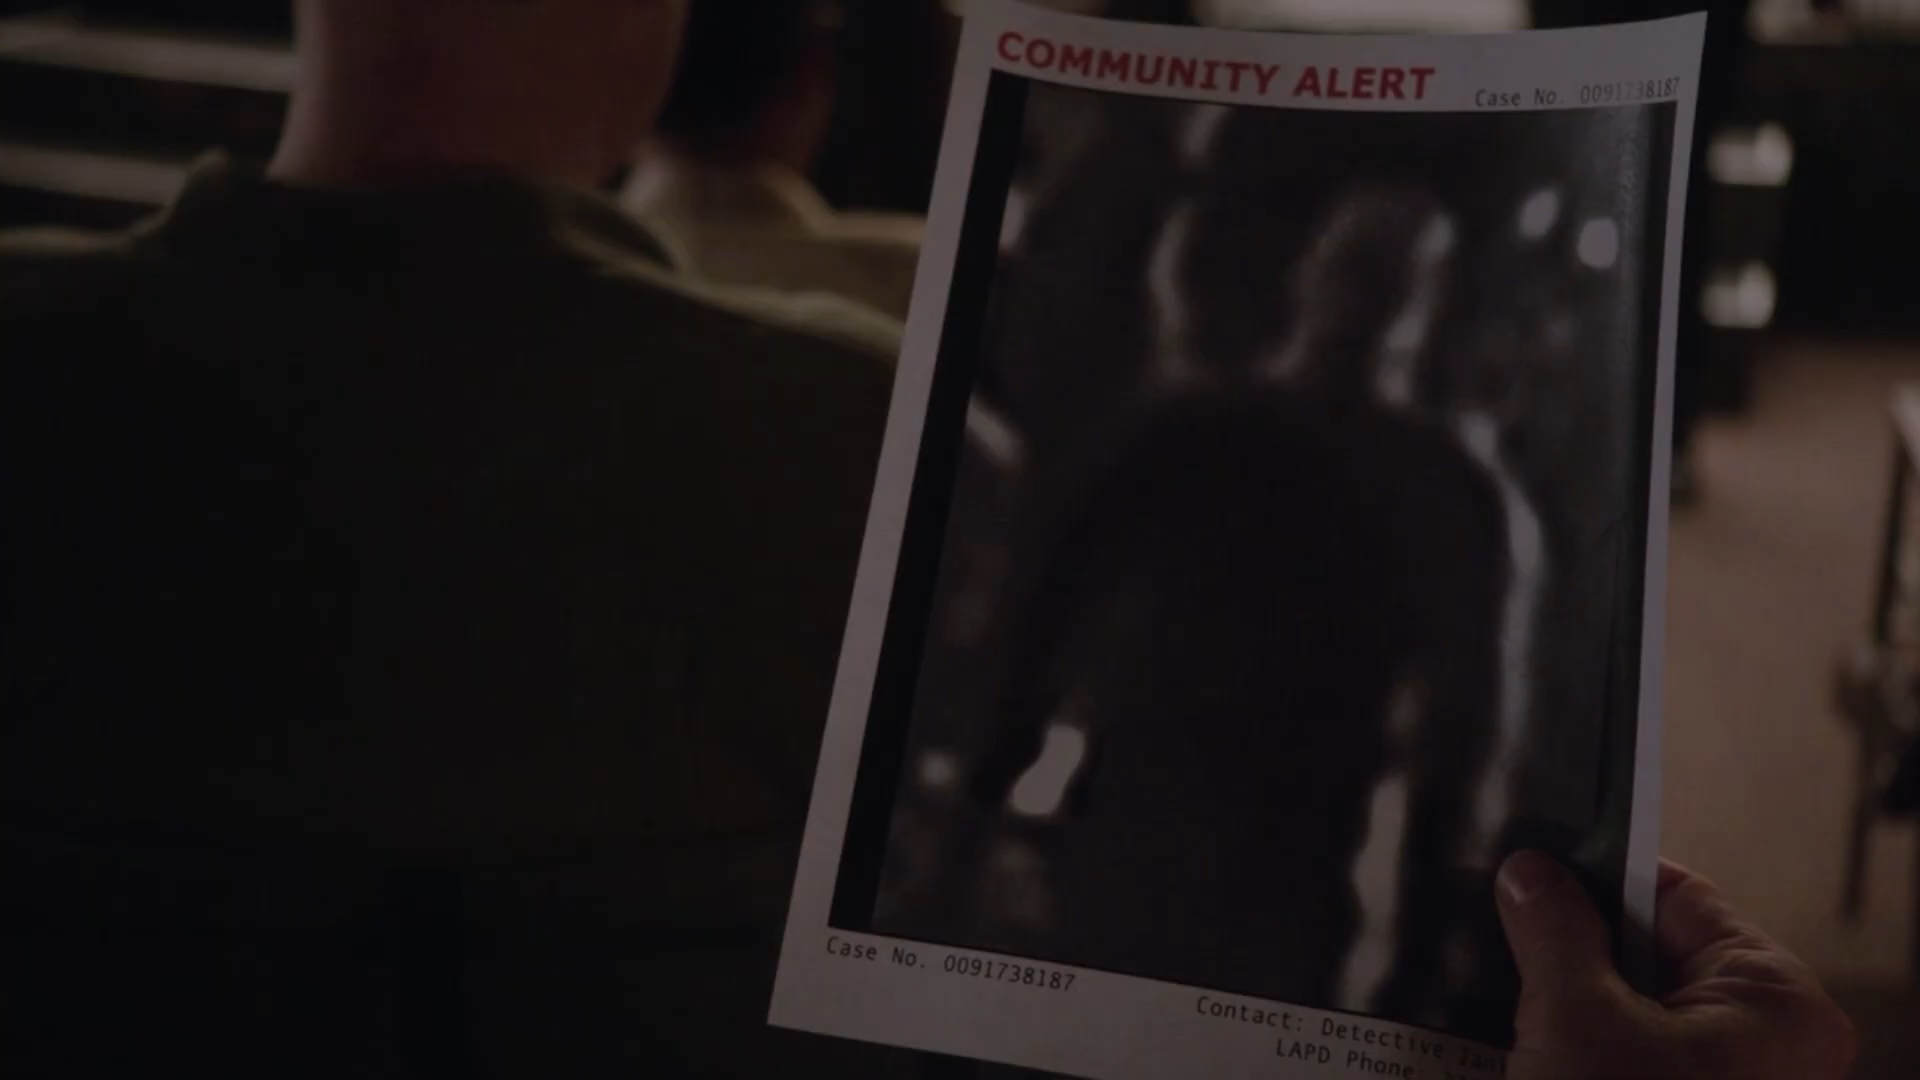 COMMUNITY ALERT
Case No. 0091738187
Case No. 0091738187
Contact: Detective
LAPD Phone